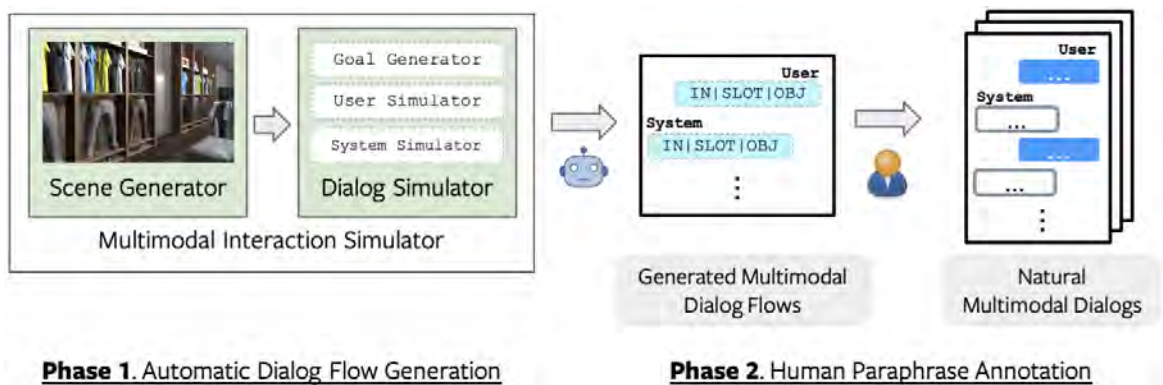 Goal Generator
User Simulator
System Simulator
Scene Generator
Dialog Simulator
Multimodal Interaction Simulator
User
IN|SLOT|OBJ
System
IN|SLOT|OBJ
⋮
Generated Multimodal
Dialog Flows
User
...
System
...
...
...
⋮
Natural
Multimodal Dialogs
Phase 1. Automatic Dialog Flow Generation
Phase 2. Human Paraphrase Annotation